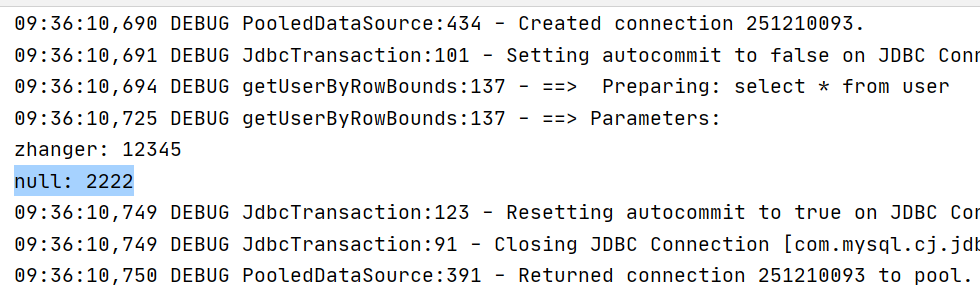 09:36:10,690 DEBUG PooledDataSource:434 - Created connection 251210093.
09:36:10,691 DEBUG JdbcTransaction:101 - Setting autocommit to false on JDBC Conn
09:36:10,694 DEBUG getUserByRowBounds:137 - ==>  Preparing: select * from user
09:36:10,725 DEBUG getUserByRowBounds:137 - ==> Parameters:
zhanger: 12345
null: 2222
09:36:10,749 DEBUG JdbcTransaction:123 - Resetting autocommit to true on JDBC Con
09:36:10,749 DEBUG JdbcTransaction:91 - Closing JDBC Connection [com.mysql.cj.jdb
09:36:10,750 DEBUG PooledDataSource:391 - Returned connection 251210093 to pool.